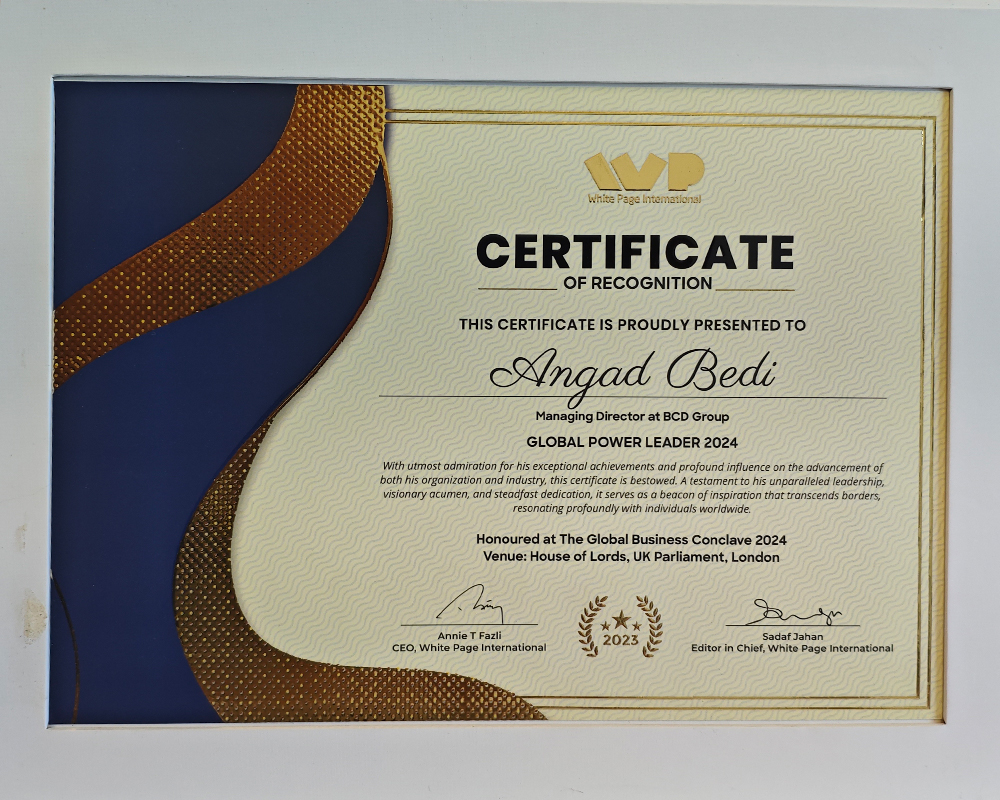 WP
White Page International
CERTIFICATE
OF RECOGNITION
THIS CERTIFICATE IS PROUDLY PRESENTED TO
Angad Bedi
Managing Director at BCD Group
GLOBAL POWER LEADER 2024
With utmost admiration for his exceptional achievements and profound influence on the advancement of
both his organization and industry, this certificate is bestowed. A testament to his unparalleled leadership,
visionary acumen, and steadfast dedication, it serves as a beacon of inspiration that transcends borders,
resonating profoundly with individuals worldwide.
Honoured at The Global Business Conclave 2024
Venue: House of Lords, UK Parliament, London
Annie T Fazli
CEO, White Page International
2023
Sadaf Jahan
Editor in Chief, White Page International